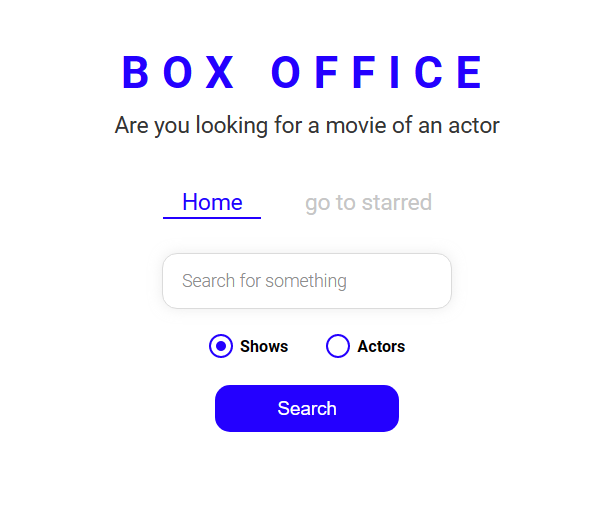 BOX OFFICE
Are you looking for a movie of an actor
Home go to starred
Search for something
Shows Actors
Search